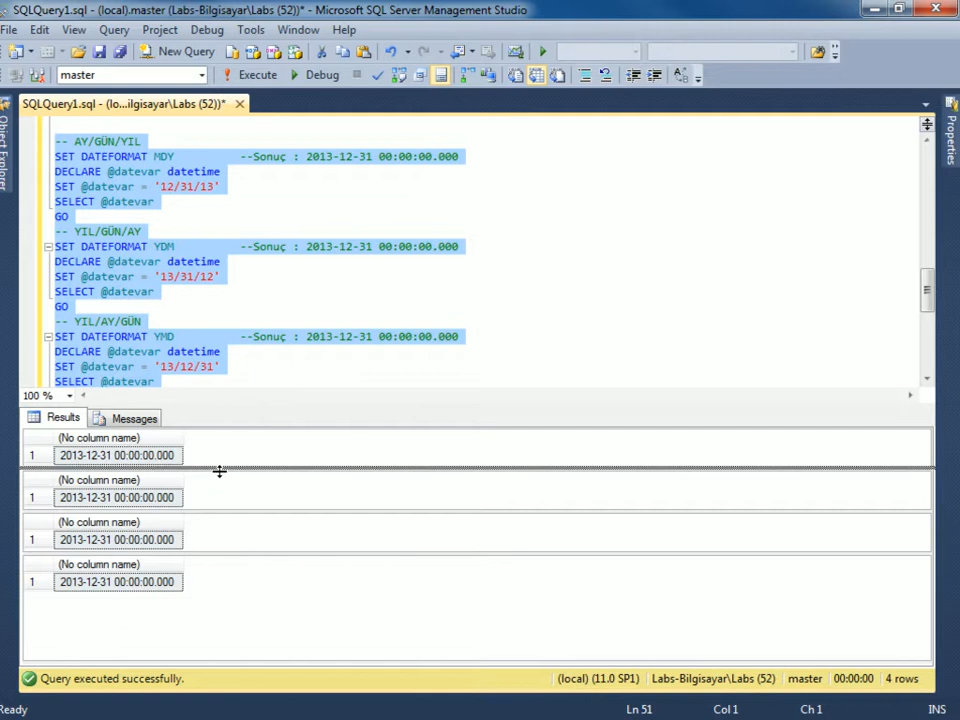 SQLQuery1.sql - (local).master (Labs-Bilgisayar\Labs (52))* - Microsoft SQL Server Management Studio
File Edit View Query Project Debug Tools Window Help
New Query
master Execute Debug
SQLQuery1.sql - (lo...ilgisayar\Labs (52))*
Object Explorer
Properties
-- AY/GÜN/YIL
SET DATEFORMAT MDY --Sonuç : 2013-12-31 00:00:00.000
DECLARE @datevar datetime
SET @datevar = '12/31/13'
SELECT @datevar
GO
-- YIL/GÜN/AY
SET DATEFORMAT YDM --Sonuç : 2013-12-31 00:00:00.000
DECLARE @datevar datetime
SET @datevar = '13/31/12'
SELECT @datevar
GO
-- YIL/AY/GÜN
SET DATEFORMAT YMD --Sonuç : 2013-12-31 00:00:00.000
DECLARE @datevar datetime
SET @datevar = '13/12/31'
SELECT @datevar
100 %
Results Messages
(No column name)
1 2013-12-31 00:00:00.000
(No column name)
1 2013-12-31 00:00:00.000
(No column name)
1 2013-12-31 00:00:00.000
(No column name)
1 2013-12-31 00:00:00.000
Query executed successfully. (local) (11.0 SP1) Labs-Bilgisayar\Labs (52) master 00:00:00 4 rows
Ready Ln 51 Col 1 Ch 1 INS